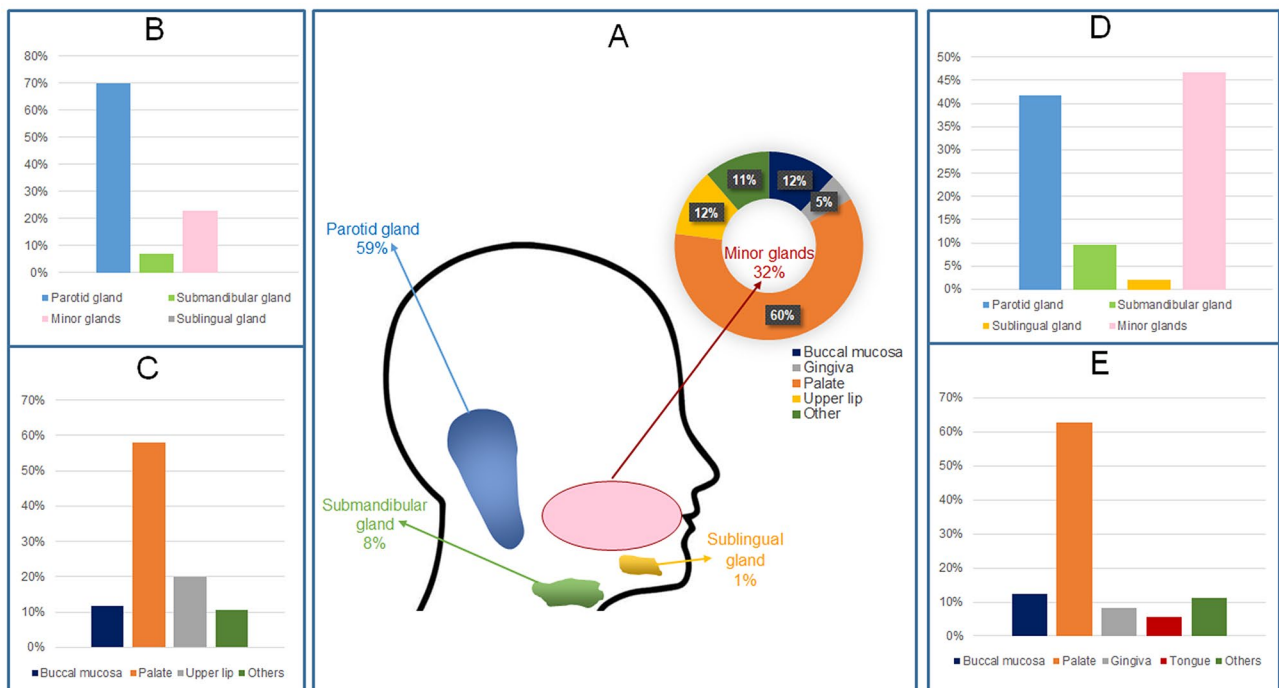 B
80%
70%
60%
50%
40%
30%
20%
10%
0%
Parotid gland
Submandibular gland
Minor glands
Sublingual gland
C
70%
60%
50%
40%
30%
20%
10%
0%
Buccal mucosa
Palate
Upper lip
Others
A
Parotid gland
59%
11%
12%
5%
12%
60%
Minor glands
32%
Buccal mucosa
Gingiva
Palate
Upper lip
Other
Submandibular
gland
8%
Sublingual
gland
1%
D
50%
45%
40%
35%
30%
25%
20%
15%
10%
5%
0%
Parotid gland
Submandibular gland
Sublingual gland
Minor glands
E
70%
60%
50%
40%
30%
20%
10%
0%
Buccal mucosa
Palate
Gingiva
Tongue
Others